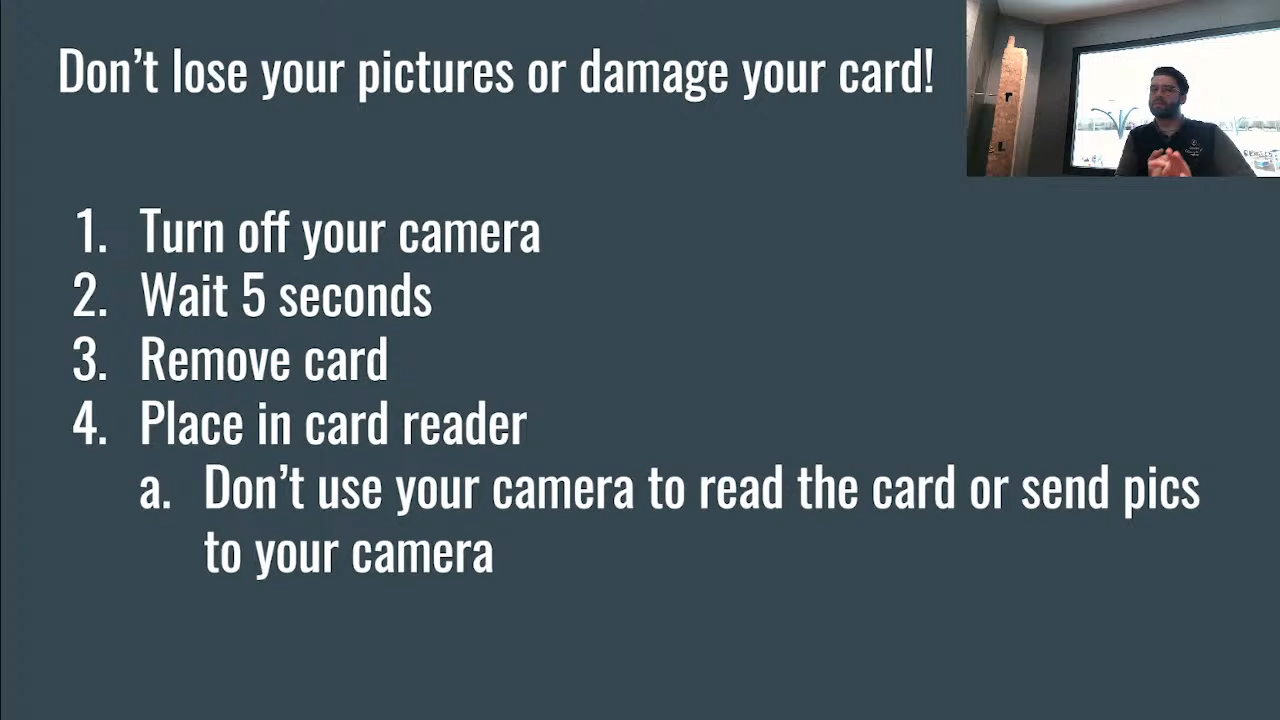 Don't lose your pictures or damage your card!
1. Turn off your camera
2. Wait 5 seconds
3. Remove card
4. Place in card reader
a. Don't use your camera to read the card or send pics
to your camera